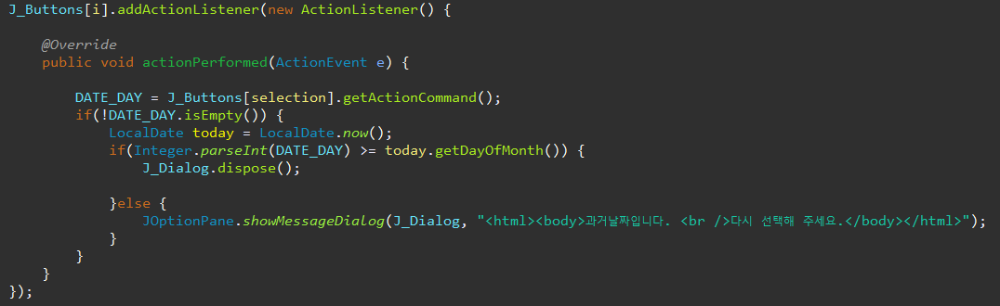 J_Buttons[i].addActionListener(new ActionListener() {
@Override
public void actionPerformed(ActionEvent e) {
DATE_DAY = J_Buttons[selection].getActionCommand();
if(!DATE_DAY.isEmpty()) {
LocalDate today = LocalDate.now();
if(Integer.parseInt(DATE_DAY) >= today.getDayOfMonth()) {
J_Dialog.dispose();
}else {
JOptionPane.showMessageDialog(J_Dialog, "<html><body>과거날짜입니다. <br />다시 선택해 주세요.</body></html>");
}
}
}
});